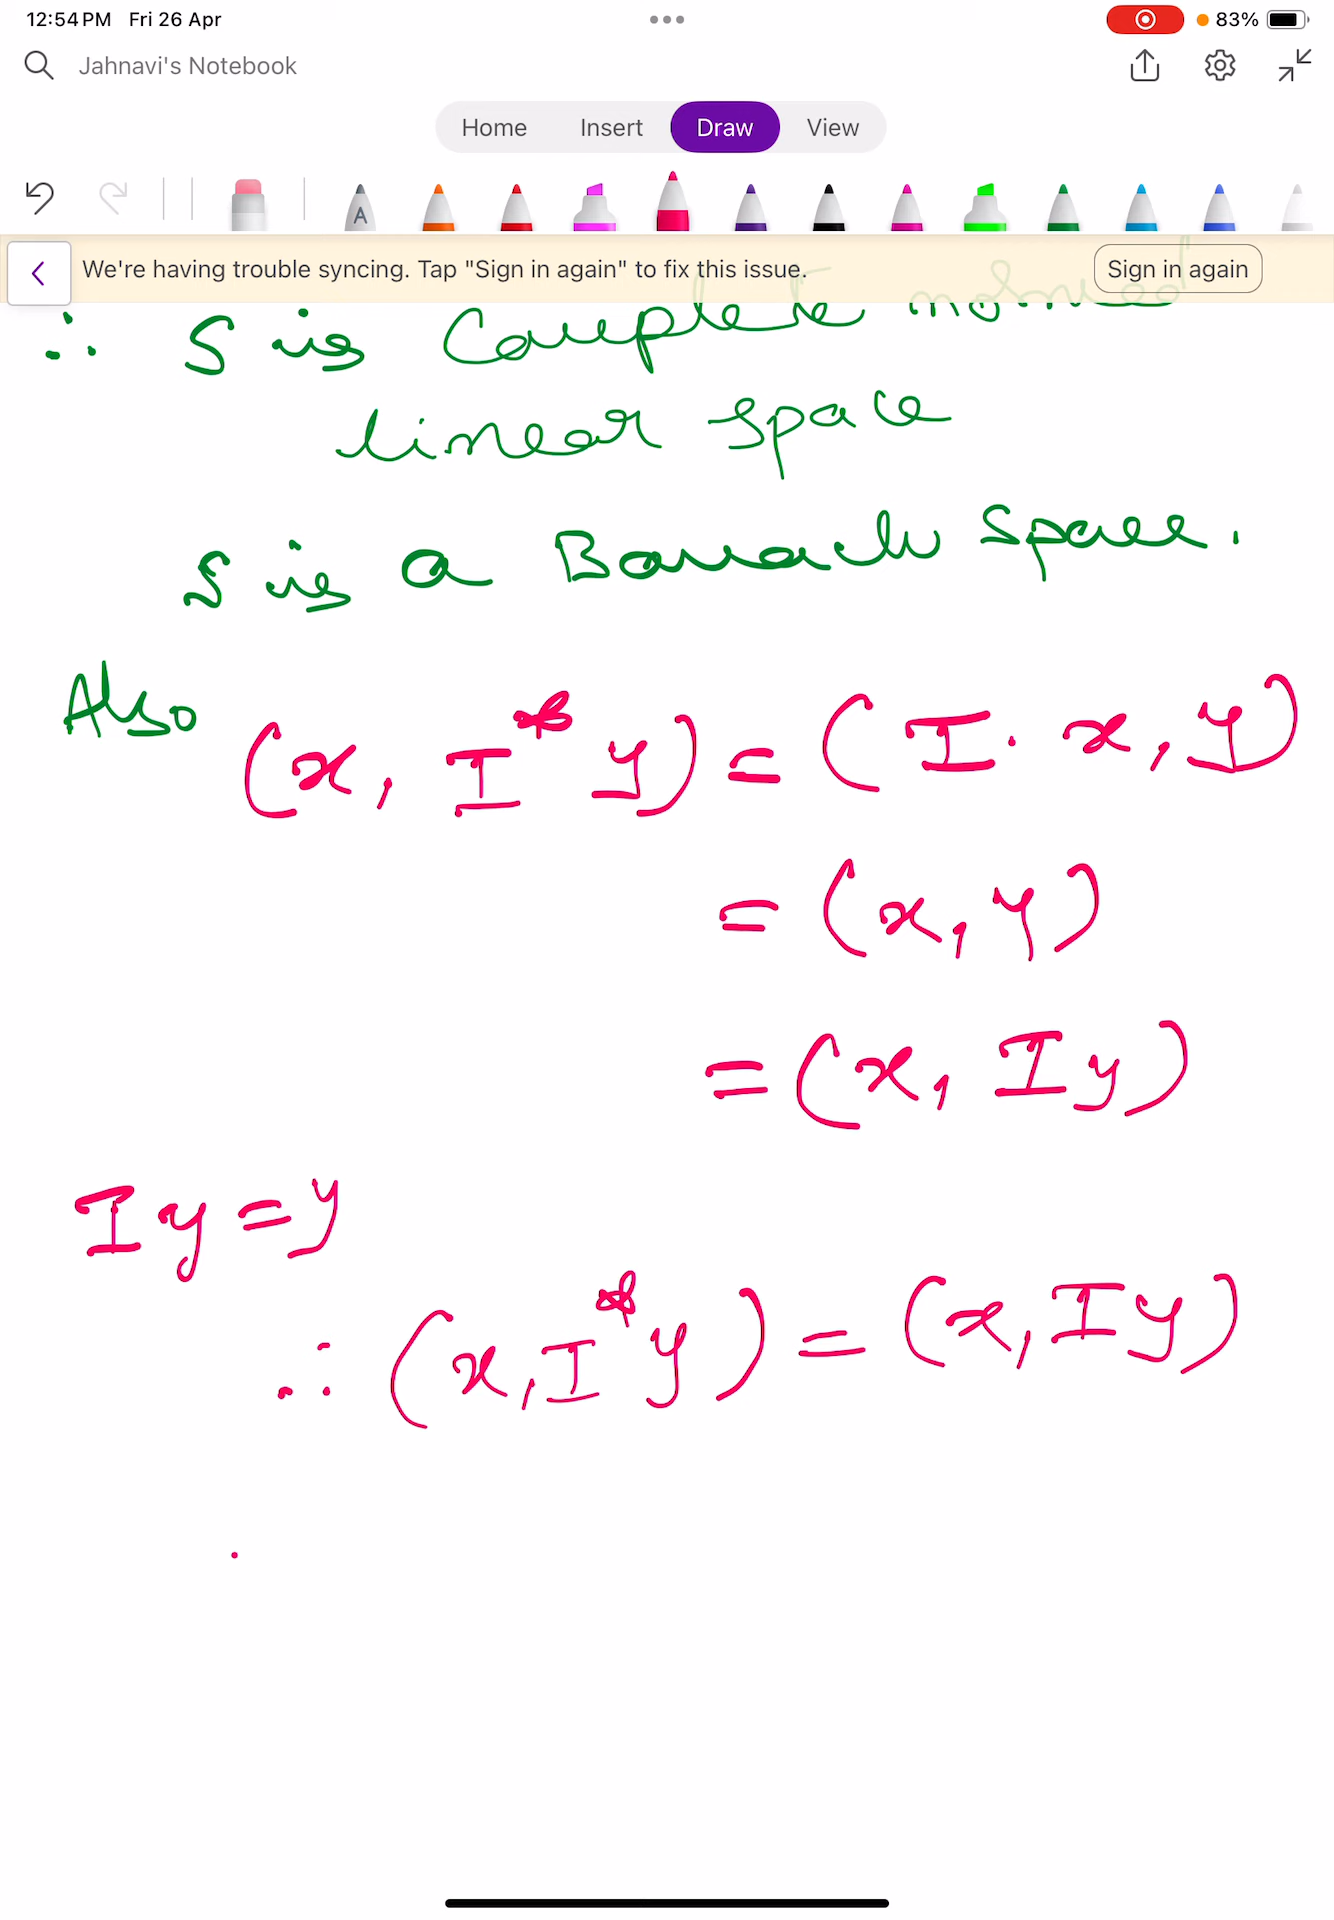 12:54 PM Fri 26 Apr 83%
Jahnavi's Notebook
Home Insert Draw View
A
We're having trouble syncing. Tap "Sign in again" to fix this issue. Sign in again
∴ S is Complete normed
linear space
S is a Banach Space.
Also (x, I* y) = (I · x, y)
= (x, y)
= (x, Iy)
Iy = y
∴ (x, I* y) = (x, Iy)